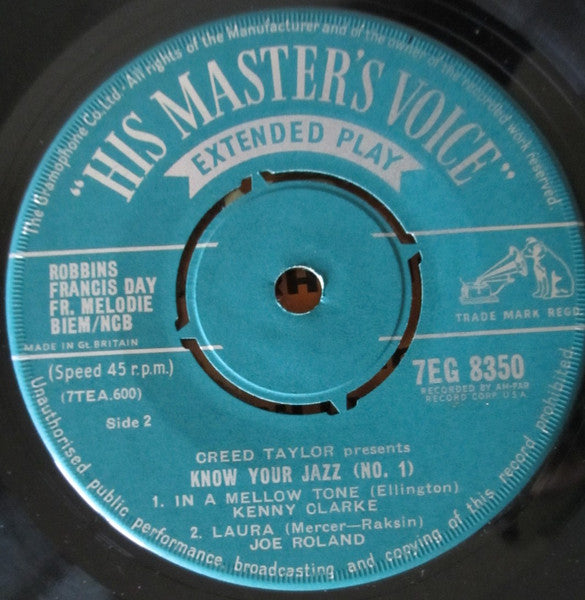 The Gramophone Co. Ltd. · All rights of the Manufacturer and of the owner of the recorded work reserved
"HIS MASTER'S VOICE"
EXTENDED PLAY
ROBBINS
FRANCIS DAY
FR. MELODIE
BIEM/NCB
MADE IN Gt. BRITAIN
TRADE MARK REGD.
(Speed 45 r.p.m.)
(7TEA.600)
Side 2
7EG 8350
RECORDED BY AM-PAR
RECORD CORP. U.S.A.
CREED TAYLOR presents
KNOW YOUR JAZZ (NO. 1)
1. IN A MELLOW TONE (Ellington)
KENNY CLARKE
2. LAURA (Mercer—Raksin)
JOE ROLAND
Unauthorised public performance, broadcasting and copying of this record prohibited.